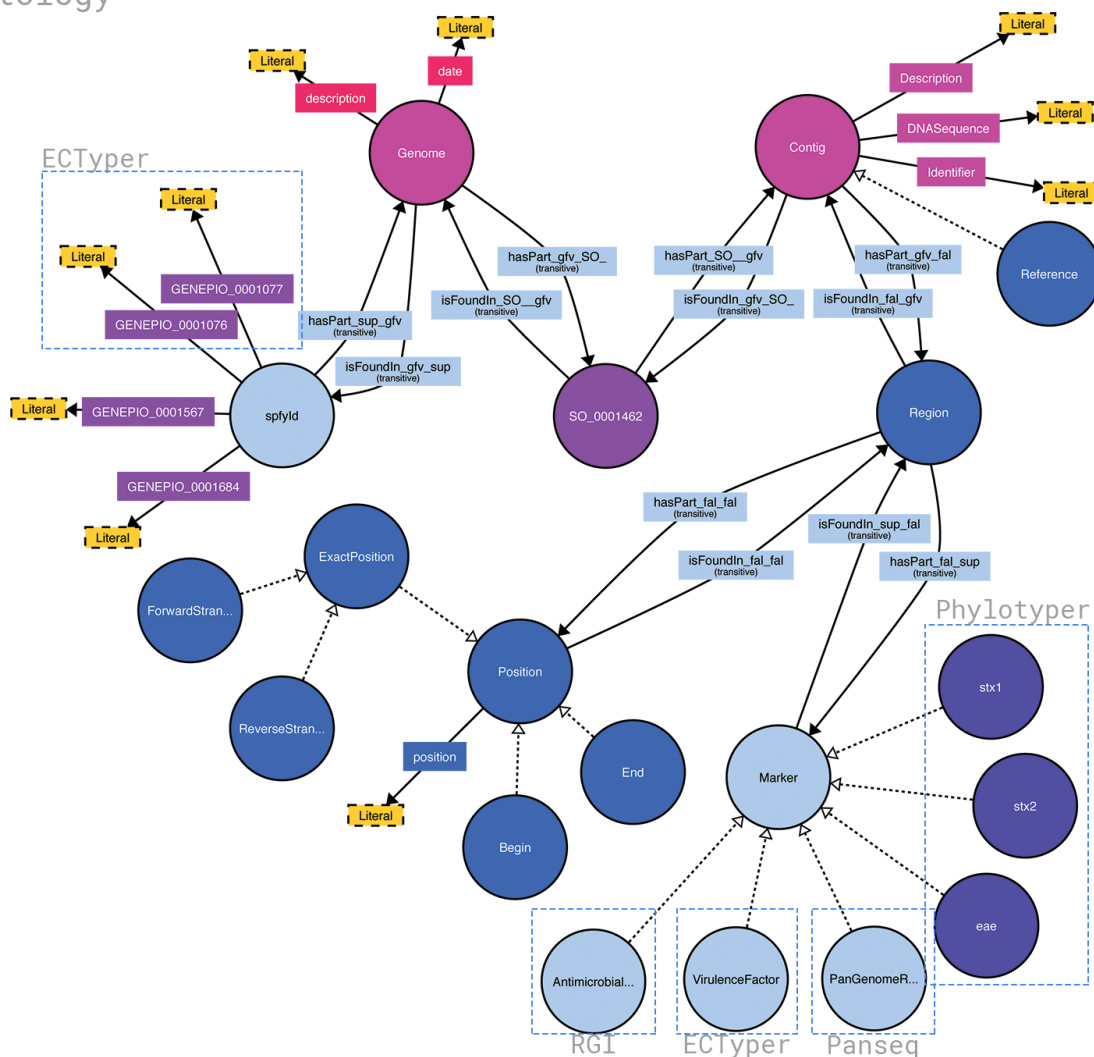 Literal
Literal
Literal
date
description
Description
Literal
DNASequence
Genome
Contig
ECTyper
Identifier
Literal
Literal
Literal
hasPart_gfv_SO_
(transitive)
hasPart_SO__gfv
(transitive)
hasPart_gfv_fal
(transitive)
Reference
GENEPIO_0001077
isFoundIn_SO__gfv
(transitive)
isFoundIn_gfv_SO_
(transitive)
isFoundIn_fal_gfv
(transitive)
GENEPIO_0001076
hasPart_sup_gfv
(transitive)
isFoundIn_gfv_sup
(transitive)
Literal
GENEPIO_0001567
spfyId
SO_0001462
Region
GENEPIO_0001684
Literal
hasPart_fal_fal
(transitive)
isFoundIn_sup_fal
(transitive)
ExactPosition
isFoundIn_fal_fal
(transitive)
hasPart_fal_sup
(transitive)
ForwardStran...
Phylotyper
Position
stx1
ReverseStran...
position
End
Marker
stx2
Literal
Begin
eae
Antimicrobial...
VirulenceFactor
PanGenomeR...
RGI
ECTyper
Panseq